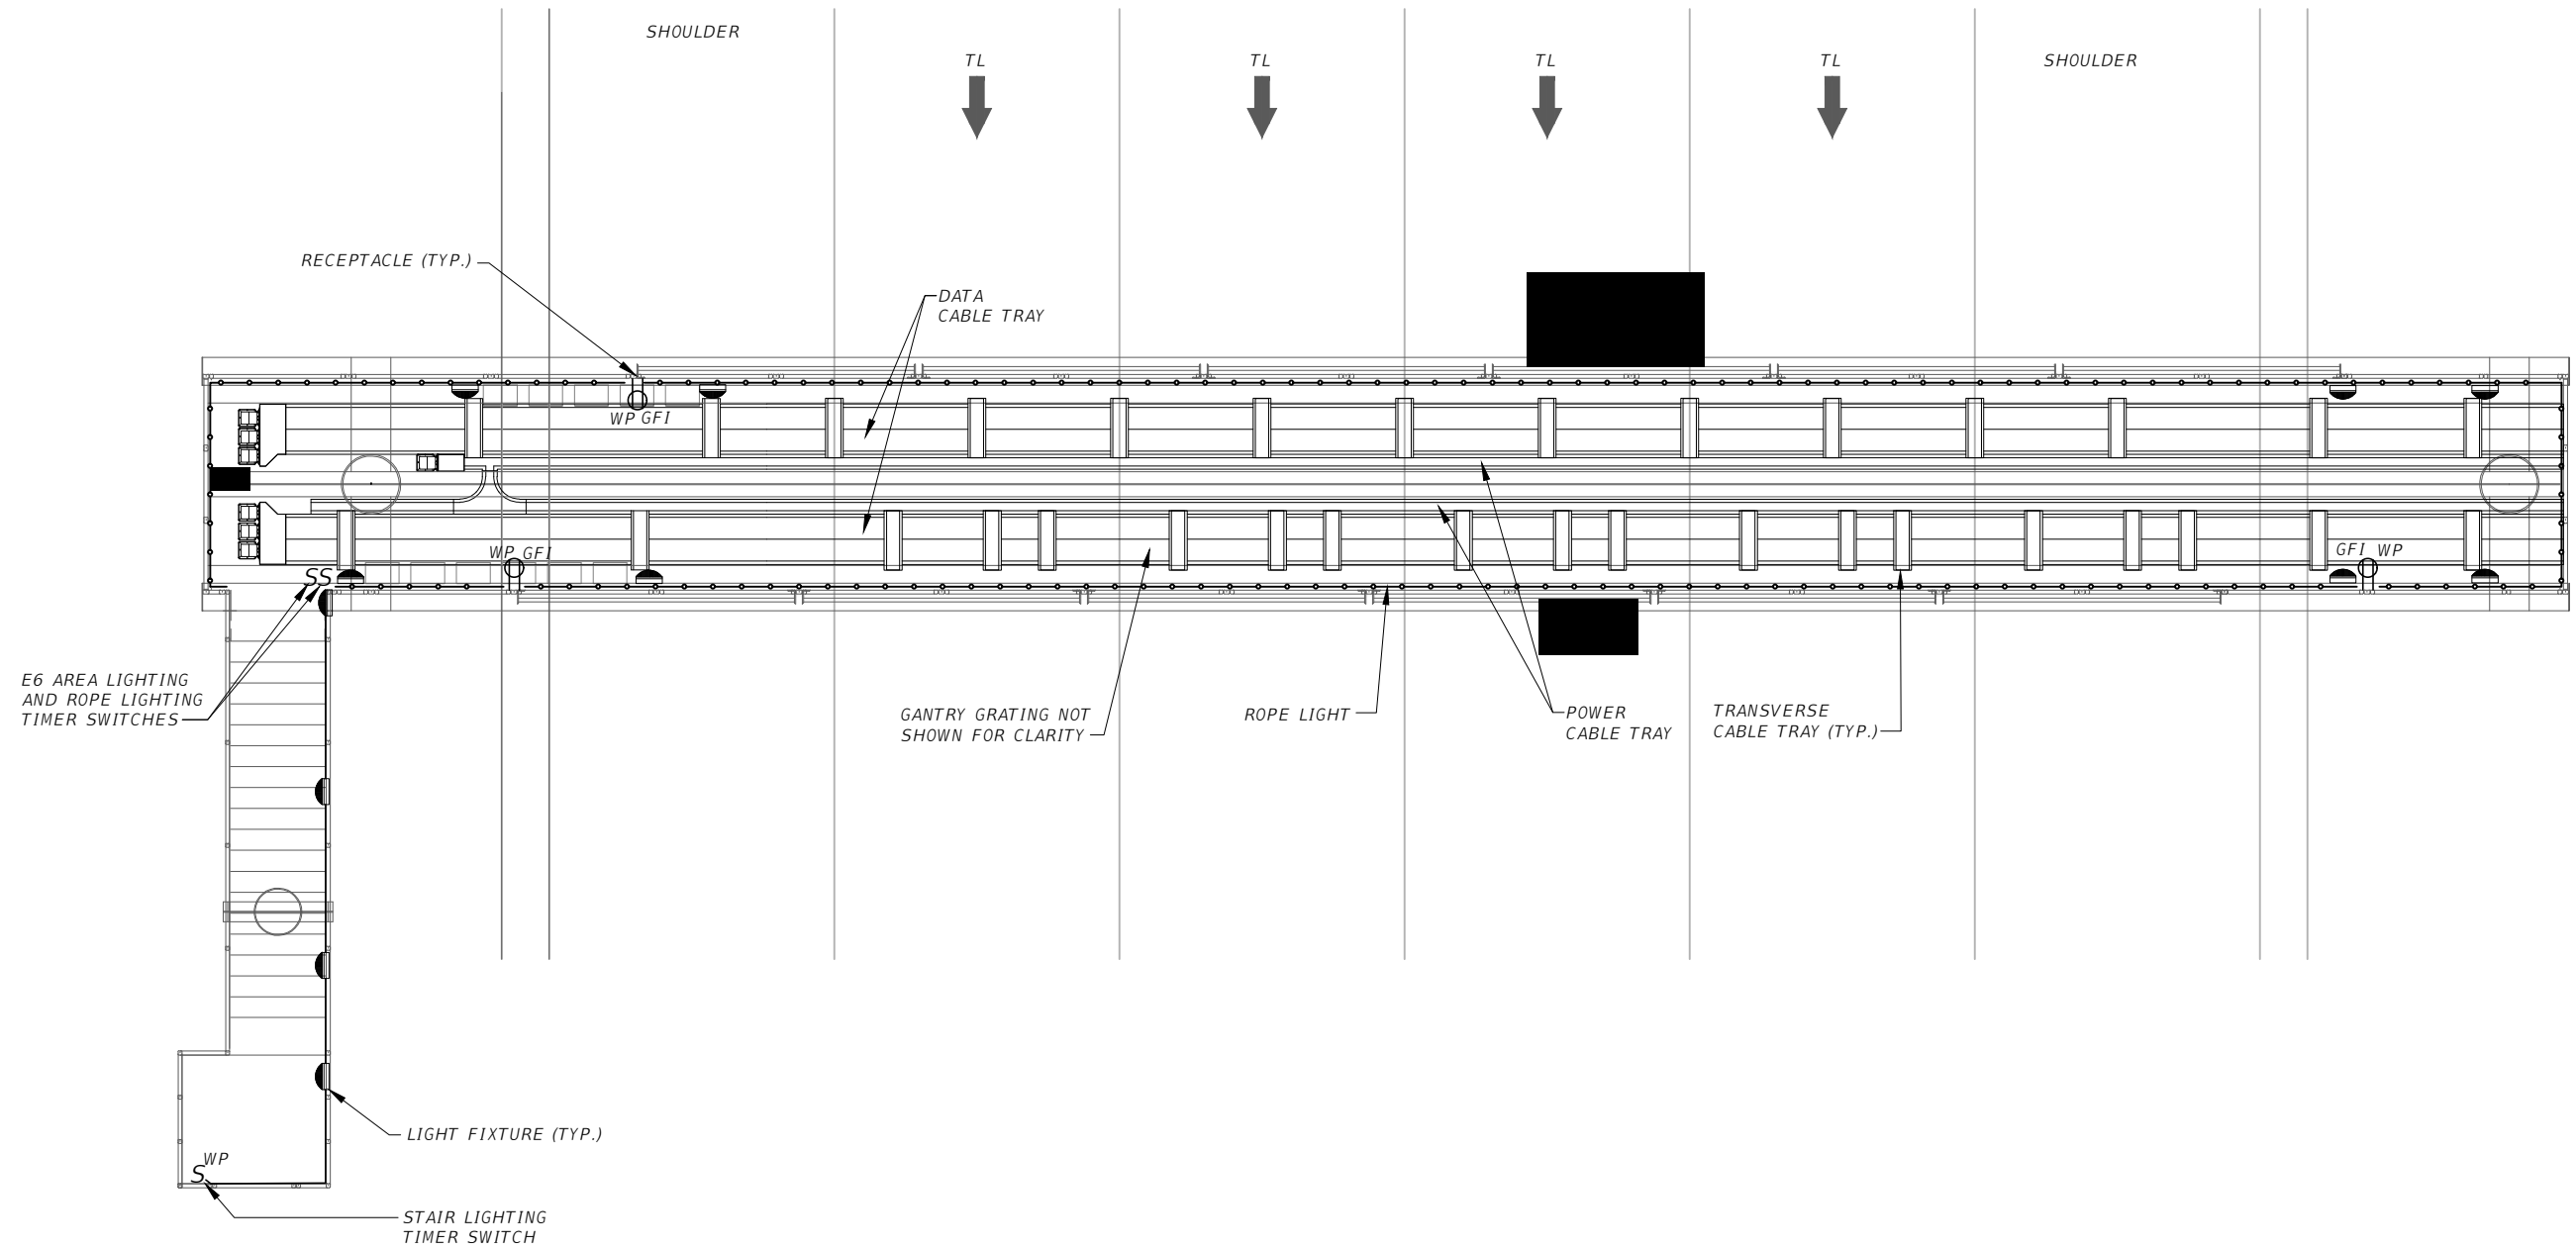 SHOULDER
TL
TL
TL
TL
SHOULDER
RECEPTACLE (TYP.)
DATA
CABLE TRAY
WP GFI
WP GFI
GFI WP
SS
E6 AREA LIGHTING
AND ROPE LIGHTING
TIMER SWITCHES
GANTRY GRATING NOT
SHOWN FOR CLARITY
ROPE LIGHT
POWER
CABLE TRAY
TRANSVERSE
CABLE TRAY (TYP.)
LIGHT FIXTURE (TYP.)
WP
S
STAIR LIGHTING
TIMER SWITCH